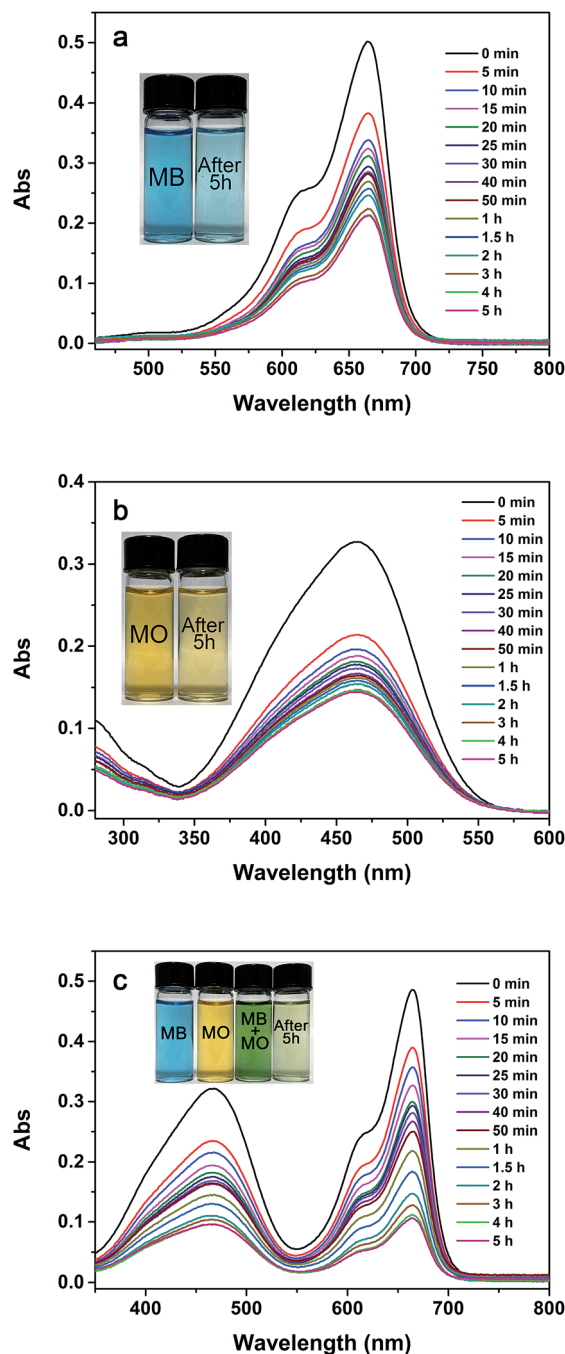 a
0.5
0.4
0.3
0.2
0.1
0.0
Abs
MB
After
5h
0 min
5 min
10 min
15 min
20 min
25 min
30 min
40 min
50 min
1 h
1.5 h
2 h
3 h
4 h
5 h
500 550 600 650 700 750 800
Wavelength (nm)
b
0.4
0.3
0.2
0.1
0.0
Abs
MO
After
5h
0 min
5 min
10 min
15 min
20 min
25 min
30 min
40 min
50 min
1 h
1.5 h
2 h
3 h
4 h
5 h
300 350 400 450 500 550 600
Wavelength (nm)
c
0.5
0.4
0.3
0.2
0.1
0.0
Abs
MB
MO
MB
+
MO
After
5h
0 min
5 min
10 min
15 min
20 min
25 min
30 min
40 min
50 min
1 h
1.5 h
2 h
3 h
4 h
5 h
400 500 600 700 800
Wavelength (nm)